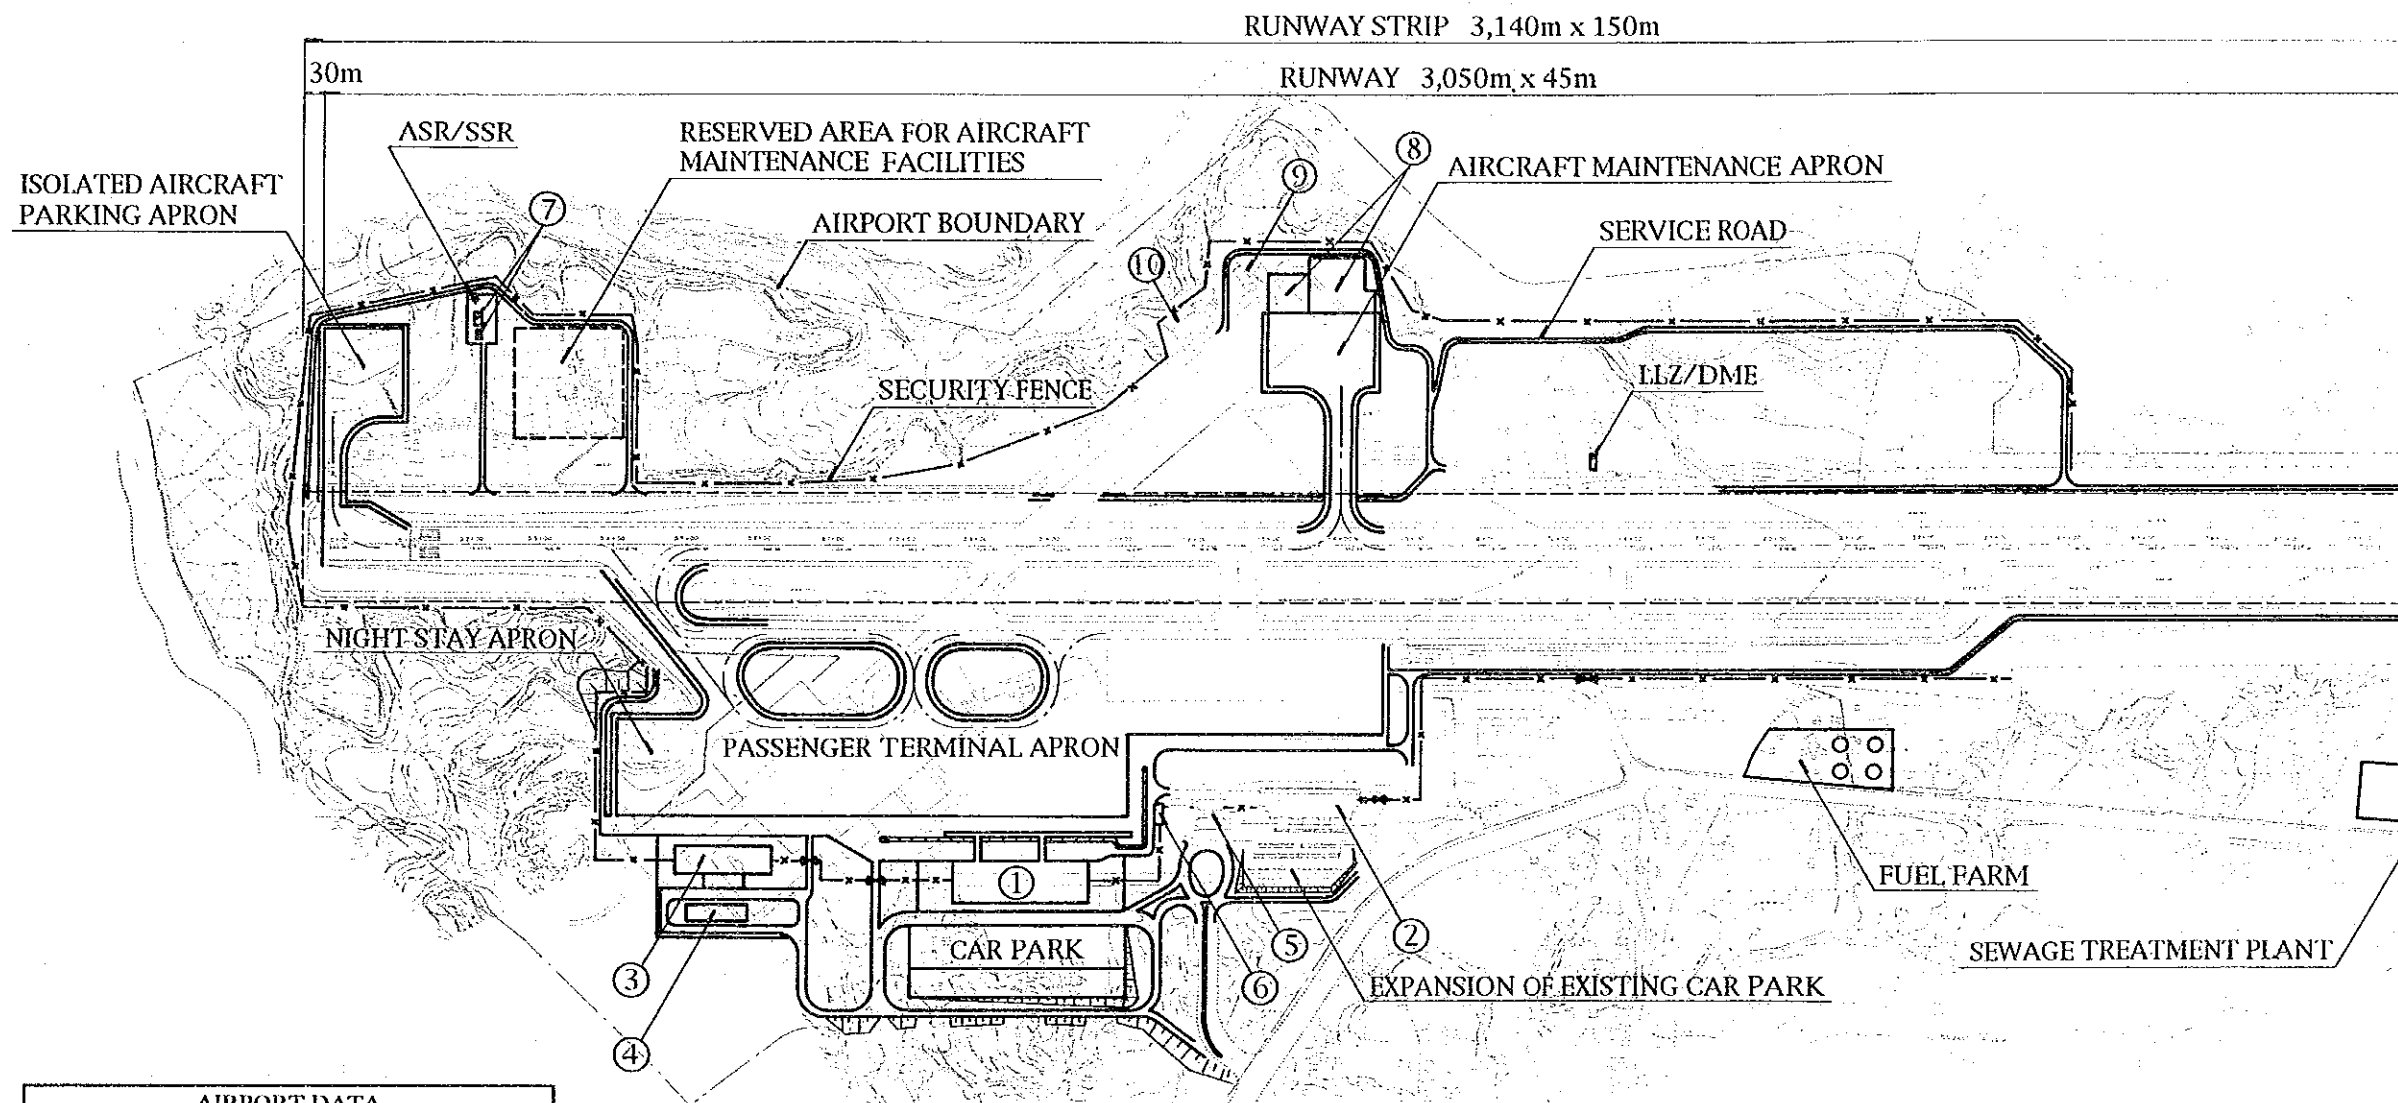 RUNWAY STRIP 3,140m x 150m
30m
RUNWAY 3,050m x 45m
ASR/SSR
RESERVED AREA FOR AIRCRAFT
MAINTENANCE FACILITIES
⑧
AIRCRAFT MAINTENANCE APRON
⑨
ISOLATED AIRCRAFT
PARKING APRON
⑦
AIRPORT BOUNDARY
SERVICE ROAD
⑩
SECURITY FENCE
LLZ/DME
NIGHT STAY APRON
PASSENGER TERMINAL APRON
①
FUEL FARM
CAR PARK
⑤
②
SEWAGE TREATMENT PLANT
③
⑥
EXPANSION OF EXISTING CAR PARK
④
AIRPORT DATA